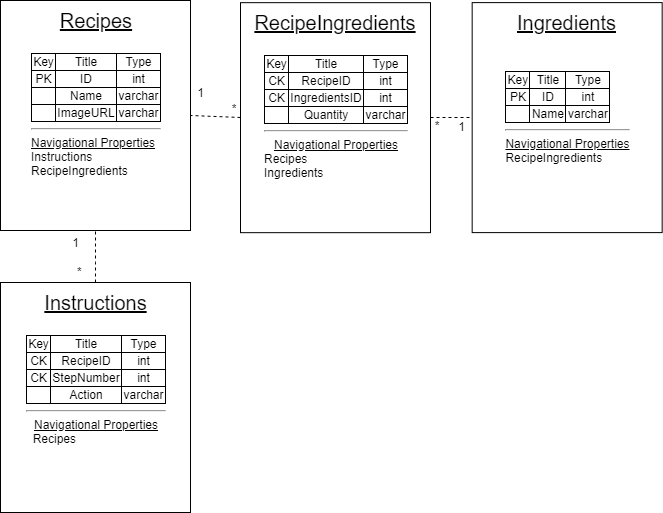 Recipes
Key Title Type
PK ID int
Name varchar
ImageURL varchar
Navigational Properties
Instructions
RecipeIngredients
1
*
RecipeIngredients
Key Title Type
CK RecipeID int
CK IngredientsID int
Quantity varchar
Navigational Properties
Recipes
Ingredients
*
1
Ingredients
Key Title Type
PK ID int
Name varchar
Navigational Properties
RecipeIngredients
1
*
Instructions
Key Title Type
CK RecipeID int
CK StepNumber int
Action varchar
Navigational Properties
Recipes